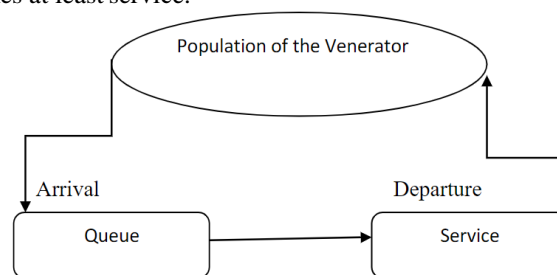 es at least service.
Population of the Venerator
Arrival
Departure
Queue
Service